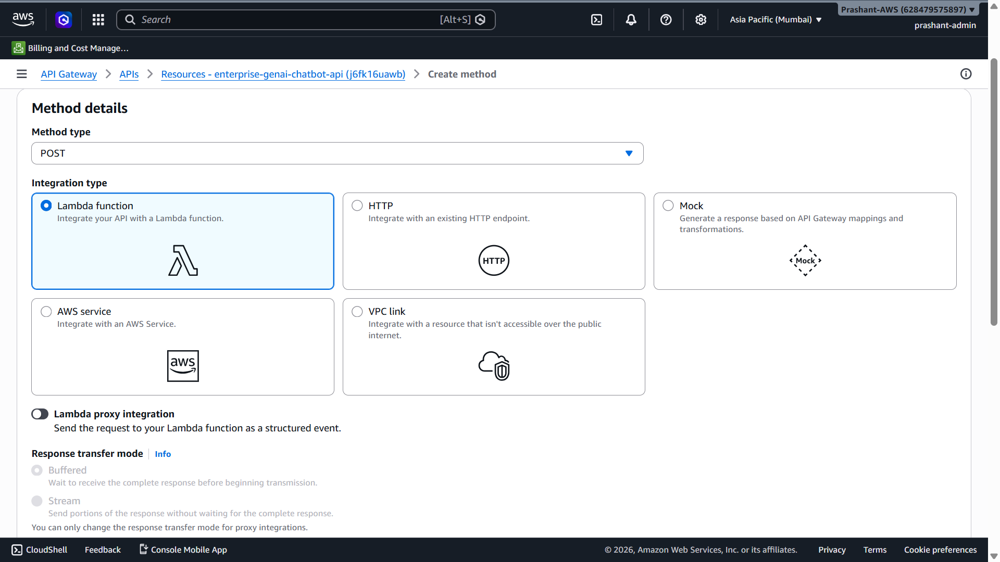 aws
Search
[Alt+S]
Asia Pacific (Mumbai)
Prashant-AWS (628479575897)
prashant-admin
Billing and Cost Manage...
API Gateway
APIs
Resources - enterprise-genai-chatbot-api (j6fk16uawb)
Create method
Method details
Method type
POST
Integration type
Lambda function
Integrate your API with a Lambda function.
HTTP
Integrate with an existing HTTP endpoint.
HTTP
Mock
Generate a response based on API Gateway mappings and
transformations.
Mock
AWS service
Integrate with an AWS Service.
aws
VPC link
Integrate with a resource that isn't accessible over the public
internet.
Lambda proxy integration
Send the request to your Lambda function as a structured event.
Response transfer mode
Info
Buffered
Wait to receive the complete response before beginning transmission.
Stream
Send portions of the response without waiting for the complete response.
You can only change the response transfer mode for proxy integrations.
CloudShell
Feedback
Console Mobile App
© 2026, Amazon Web Services, Inc. or its affiliates.
Privacy
Terms
Cookie preferences